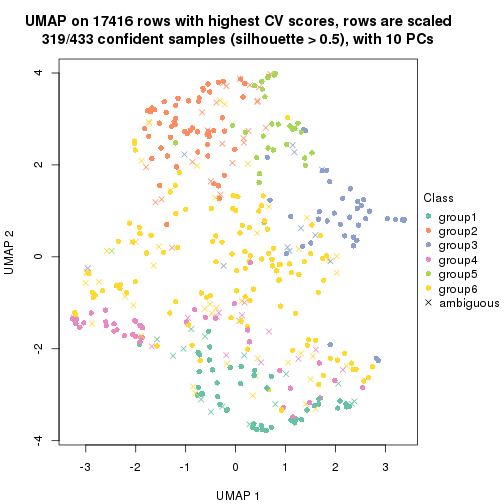 UMAP on 17416 rows with highest CV scores, rows are scaled
319/433 confident samples (silhouette > 0.5), with 10 PCs
4
2
0
-2
-4
UMAP 2
-3
-2
-1
0
1
2
3
UMAP 1
Class
group1
group2
group3
group4
group5
group6
ambiguous